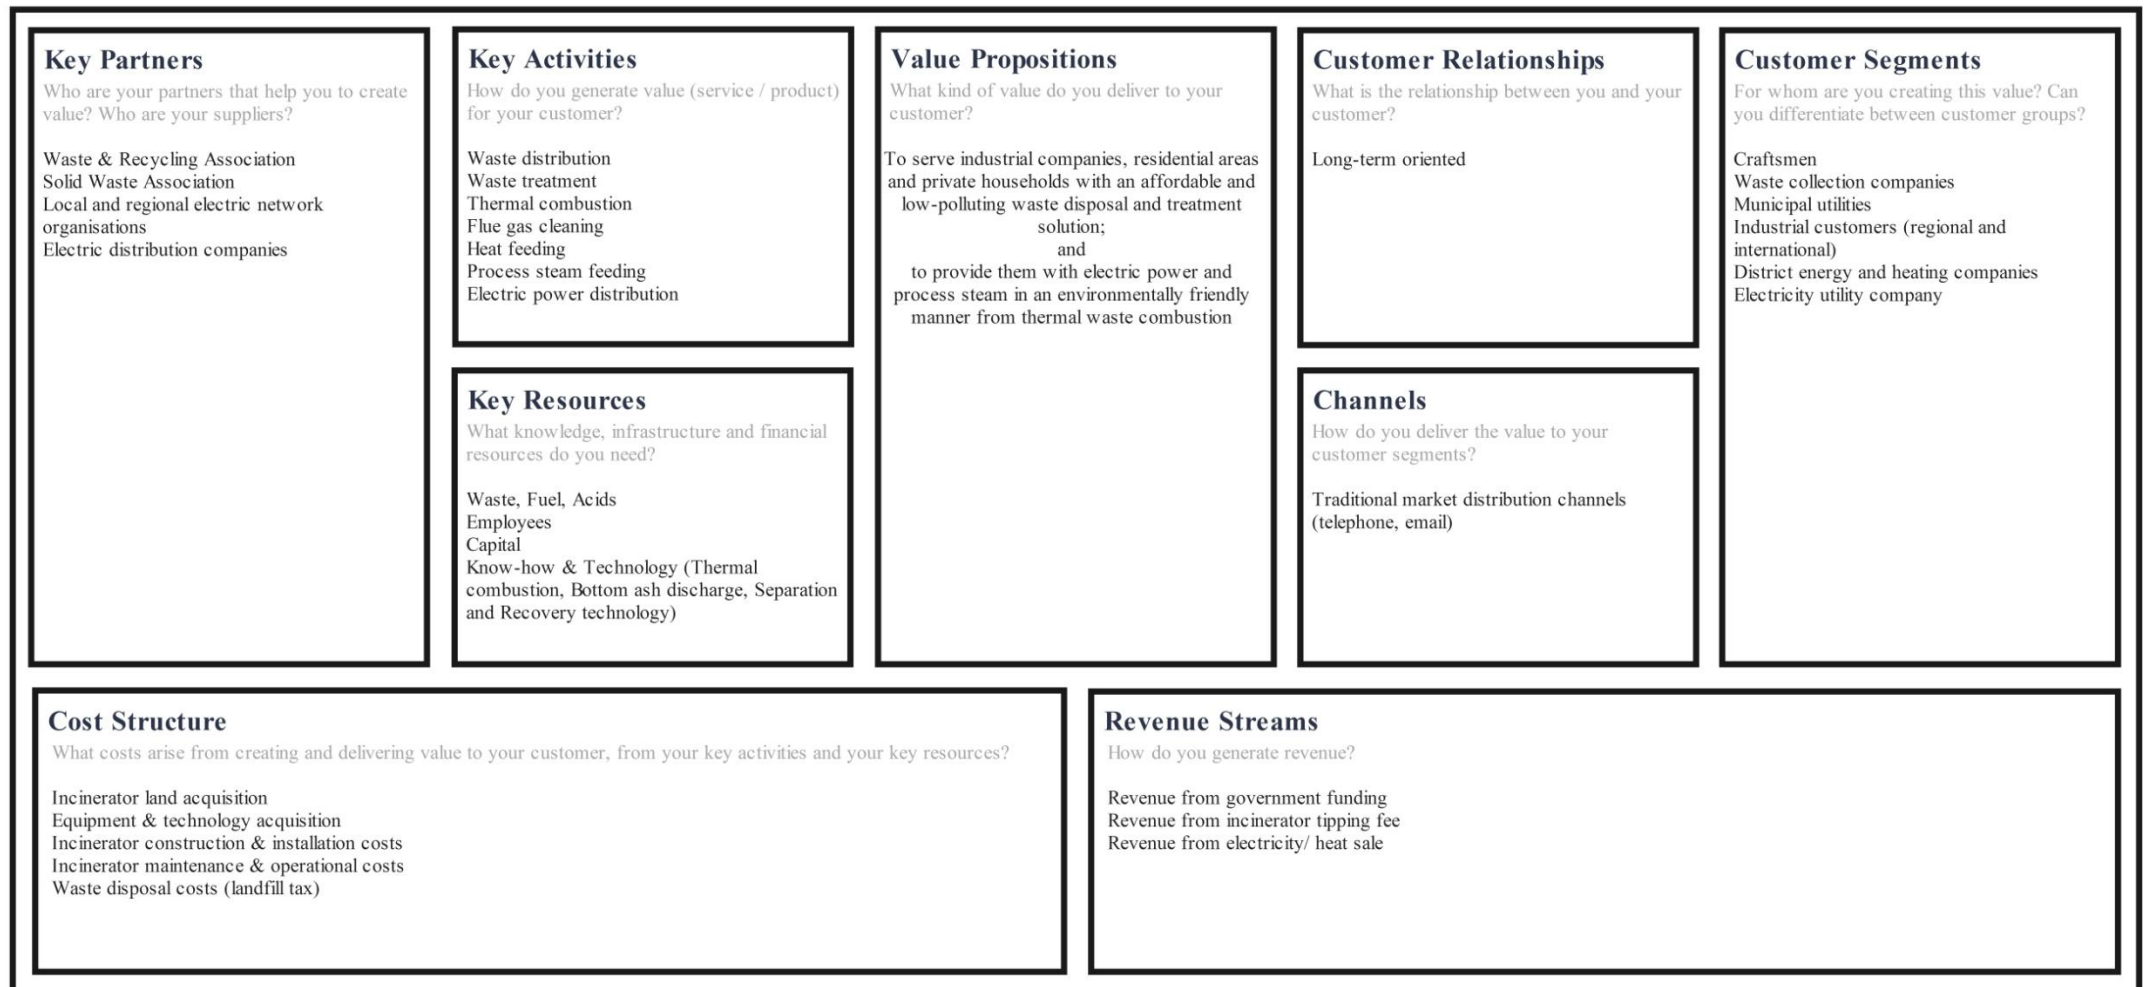 Key Partners
Who are your partners that help you to create
value? Who are your suppliers?
Waste & Recycling Association
Solid Waste Association
Local and regional electric network
organisations
Electric distribution companies
Key Activities
How do you generate value (service / product)
for your customer?
Waste distribution
Waste treatment
Thermal combustion
Flue gas cleaning
Heat feeding
Process steam feeding
Electric power distribution
Key Resources
What knowledge, infrastructure and financial
resources do you need?
Waste, Fuel, Acids
Employees
Capital
Know-how & Technology (Thermal
combustion, Bottom ash discharge, Separation
and Recovery technology)
Value Propositions
What kind of value do you deliver to your
customer?
To serve industrial companies, residential areas
and private households with an affordable and
low-polluting waste disposal and treatment
solution;
and
to provide them with electric power and
process steam in an environmentally friendly
manner from thermal waste combustion
Customer Relationships
What is the relationship between you and your
customer?
Long-term oriented
Channels
How do you deliver the value to your
customer segments?
Traditional market distribution channels
(telephone, email)
Customer Segments
For whom are you creating this value? Can
you differentiate between customer groups?
Craftsmen
Waste collection companies
Municipal utilities
Industrial customers (regional and
international)
District energy and heating companies
Electricity utility company
Cost Structure
What costs arise from creating and delivering value to your customer, from your key activities and your key resources?
Incinerator land acquisition
Equipment & technology acquisition
Incinerator construction & installation costs
Incinerator maintenance & operational costs
Waste disposal costs (landfill tax)
Revenue Streams
How do you generate revenue?
Revenue from government funding
Revenue from incinerator tipping fee
Revenue from electricity/ heat sale